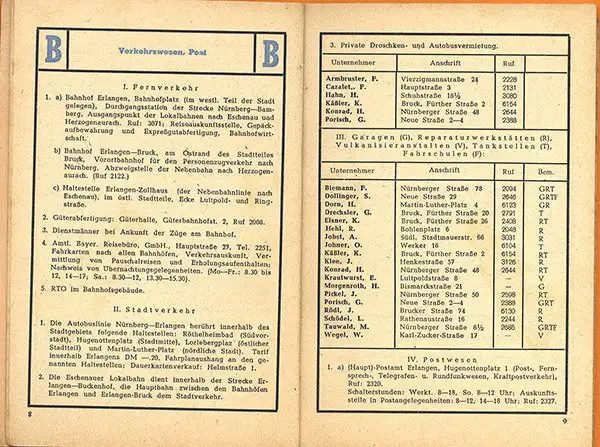 B
Verkehrswesen, Post
B
I. Fernverkehr
1. a) Bahnhof Erlangen, Bahnhofplatz (im westl. Teil der Stadt
gelegen), Durchgangsstation der Strecke Nürnberg—Bam-
berg, Ausgangspunkt der Lokalbahnen nach Eschenau und
Herzogenaurach. Ruf: 3071; Reiseauskunftsstelle, Gepäck-
aufbewahrung und Expreßgutabfertigung, Bahnhofwirt-
schaft.
b) Bahnhof Erlangen—Bruck, am Ostrand des Stadtteiles
Bruck, Vorortbahnhof für den Personenzugverkehr nach
Nürnberg. Abzweigstelle der Nebenbahn nach Herzogen-
aurach. (Ruf 2122.)
c) Haltestelle Erlangen-Zollhaus (der Nebenbahnlinie nach
Eschenau), im östl. Stadtteile, Ecke Luitpold- und Ring-
straße.
2. Güterabfertigung: Güterhalle, Güterbahnhofst. 2, Ruf 2008.
3. Dienstmänner bei Ankunft der Züge am Bahnhof.
4. Amtl. Bayer. Reisebüro, GmbH., Hauptstraße 27, Tel. 2251,
Fahrkarten nach allen Bahnhöfen, Verkehrsauskunft, Ver-
mittlung von Pauschalreisen und Erholungsaufenthalten;
Nachweis von Übernachtungsgelegenheiten. (Mo—Fr.: 8.30 bis
12, 14—17; Sa.: 8.30—12, 13.30—15.30).
5. RTO im Bahnhofsgebäude.
II. Stadtverkehr
1. Die Autobuslinie Nürnberg—Erlangen berührt innerhalb des
Stadtgebiets folgende Haltestellen: Röthelheimbad (Südvor-
stadt), Hugenottenplatz (Stadtmitte), Lorlebergplatz (östlicher
Stadtteil) und Martin-Luther-Platz (nördliche Stadt). Tarif
innerhalb Erlangens DM —.20. Fahrplanaushang an den ge-
nannten Haltestellen; Dauerkartenverkauf: Helmstraße 1.
2. Die Eschenauer Lokalbahn dient innerhalb der Strecke Er-
langen—Buckenhof, die Hauptbahn zwischen den Bahnhöfen
Erlangen und Erlangen-Bruck dem Stadtverkehr.
8
3. Private Droschken- und Autobusvermietung.
Unternehmer Anschrift Ruf
Armbruster, F. Vierzigmannstraße 24 2228
Cazalet, F. Hauptstraße 3 2131
Hahn, H. Schuhstraße 18½ 3080
Käßler, K. Bruck, Fürther Straße 2 6154
Konrad, H. Nürnberger Straße 48 2644
Porisch, G. Neue Straße 2—4 2388
III. Garagen (G), Reparaturwerkstätten (R),
Vulkanisieranstalten (V), Tankstellen (T),
Fahrschulen (F):
Unternehmer Anschrift Ruf Bem.
Biemann, F. Nürnberger Straße 78 2094 GRT
Dollinger, S. Neue Straße 29 2646 GRTF
Dorn, H. Martin-Luther-Platz 4 6123 GR
Drechsler, G. Bruck, Fürther Straße 20 2791 T
Elsner, K. Bruck, Fürther Straße 26 2408 RT
Hehl, R. Bohlenplatz 6 2048 R
Jobst, A. Südl. Stadtmauerstr. 66 3031 R
Johner, O. Werker 16 6104 T
Käßler, K. Bruck, Fürther Straße 2 6154 RT
Klee, J. Henkestraße 57 3126 R
Konrad, H. Nürnberger Straße 48 2644 RT
Krautwurst, E. Luitpoldstraße 8 — V
Morgenroth, H. Bismarckstraße 21 — G
Pickel, J. Nürnberger Straße 50 2508 RT
Porisch, G. Neue Straße 2—4 2388 GRT
Rödl, J. Brucker Straße 74 6130 R
Schödel, L. Rathenaustraße 16 2244 R
Tauwald, M. Nürnberger Straße 6½ 2685 GRTF
Wegel, W. Karl-Zucker-Straße 17 V
IV. Postwesen
1. a) (Haupt)-Postamt Erlangen, Hugenottenplatz 1 (Post-, Fern-
sprech-, Telegrafen- u. Rundfunkwesen, Kraftpostverkehr),
Ruf: 2320.
Schalterstunden: Werkt. 8—18, So. 8—12 Uhr; Auskunfts-
stelle in Postangelegenheiten: 8—12, 14—18 Uhr; Ruf: 2327.
9